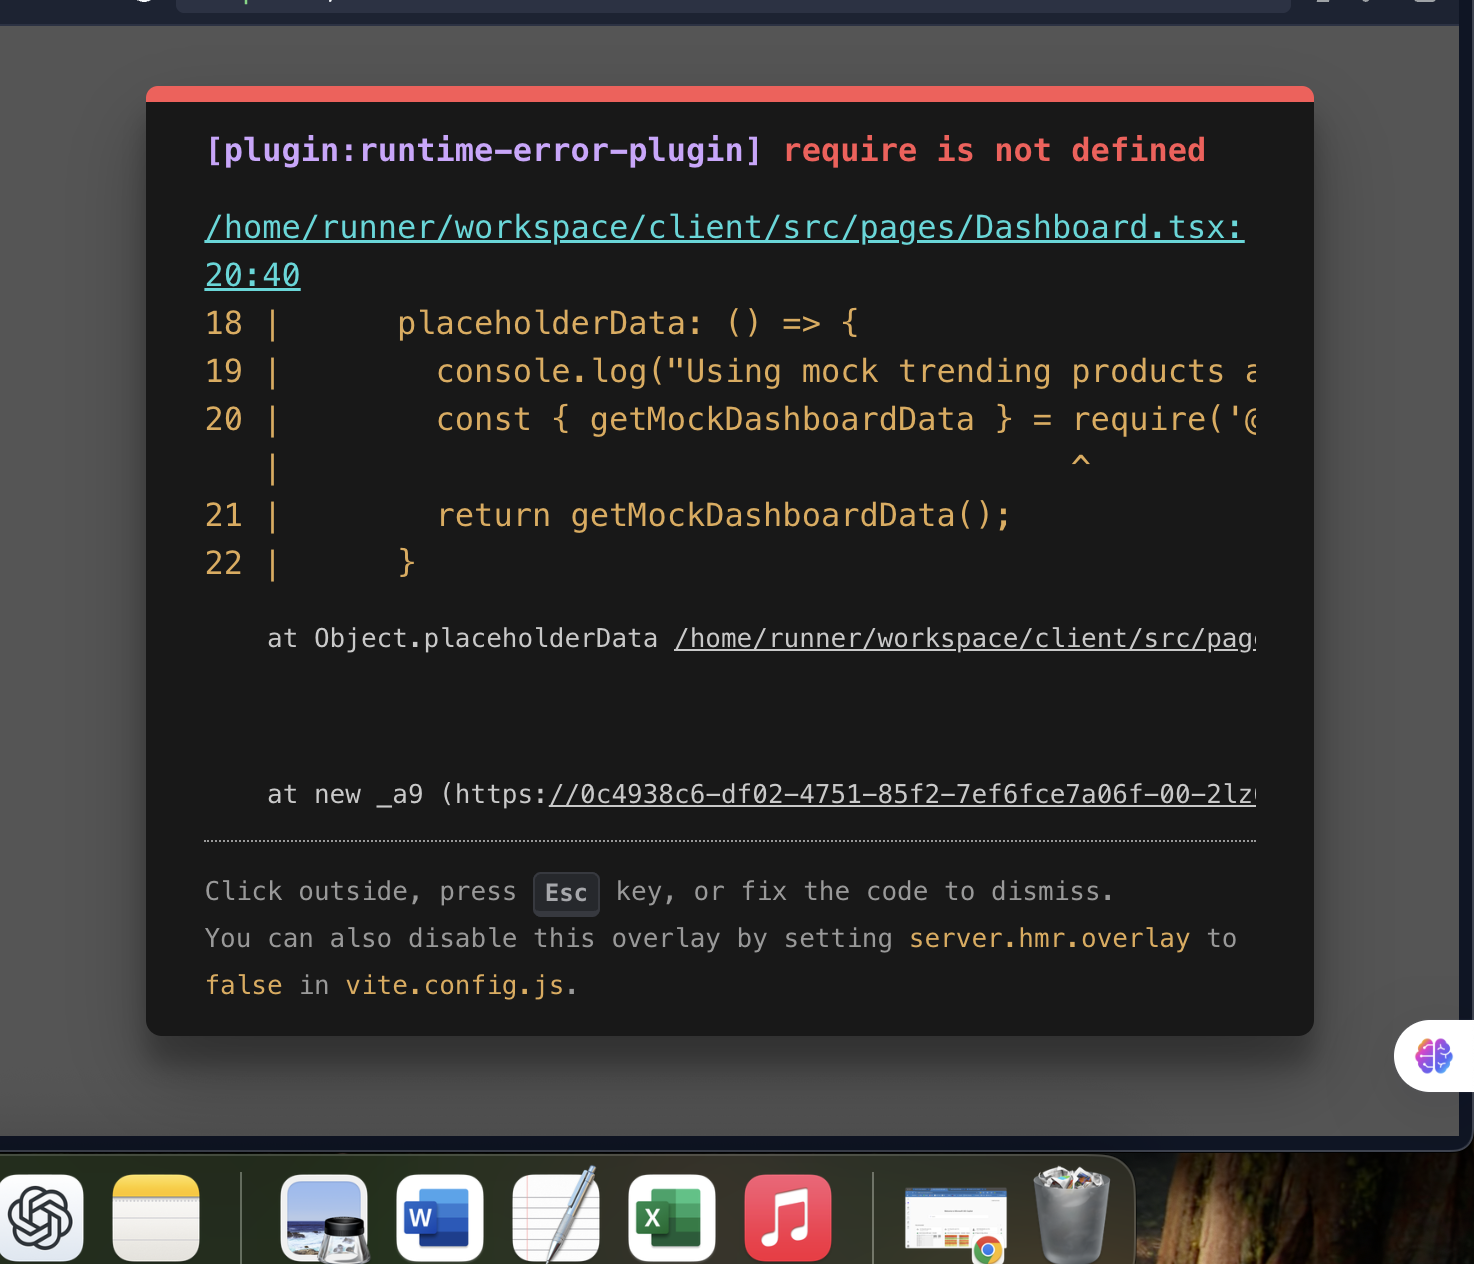 [plugin:runtime-error-plugin] require is not defined
/home/runner/workspace/client/src/pages/Dashboard.tsx:
20:40
18 |      placeholderData: () => {
19 |        console.log("Using mock trending products a
20 |        const { getMockDashboardData } = require('@
   |                                         ^
21 |        return getMockDashboardData();
22 |      }
at Object.placeholderData /home/runner/workspace/client/src/page
at new _a9 (https://0c4938c6-df02-4751-85f2-7ef6fce7a06f-00-2lz
Click outside, press Esc key, or fix the code to dismiss.
You can also disable this overlay by setting server.hmr.overlay to
false in vite.config.js.
W
X